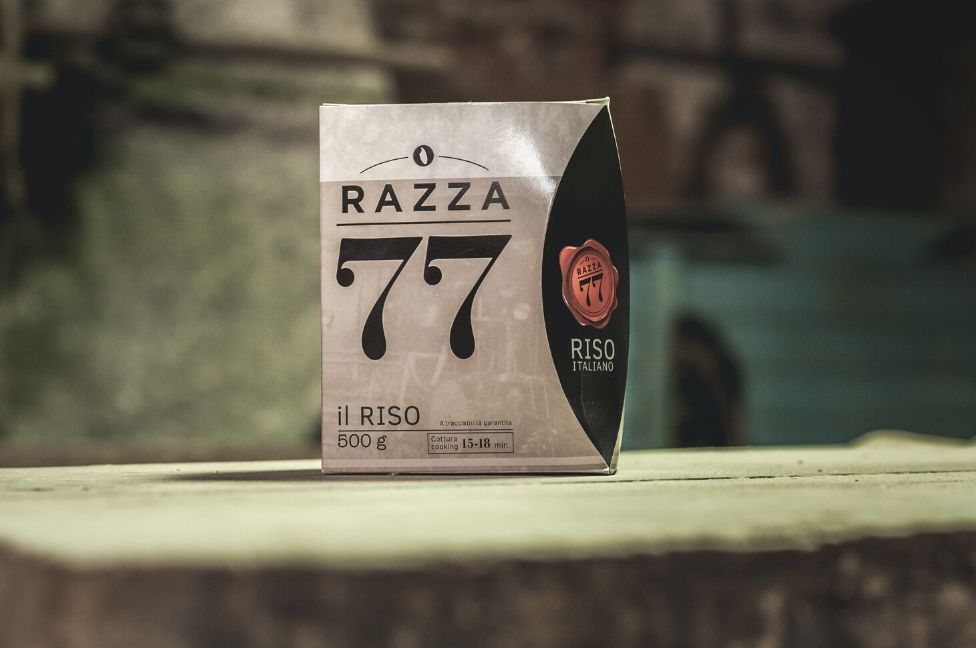 RAZZA
77
il RISO
A tracciabilità garantita
500 g
Cottura
cooking 15-18 min.
RAZZA
77
RISO
ITALIANO